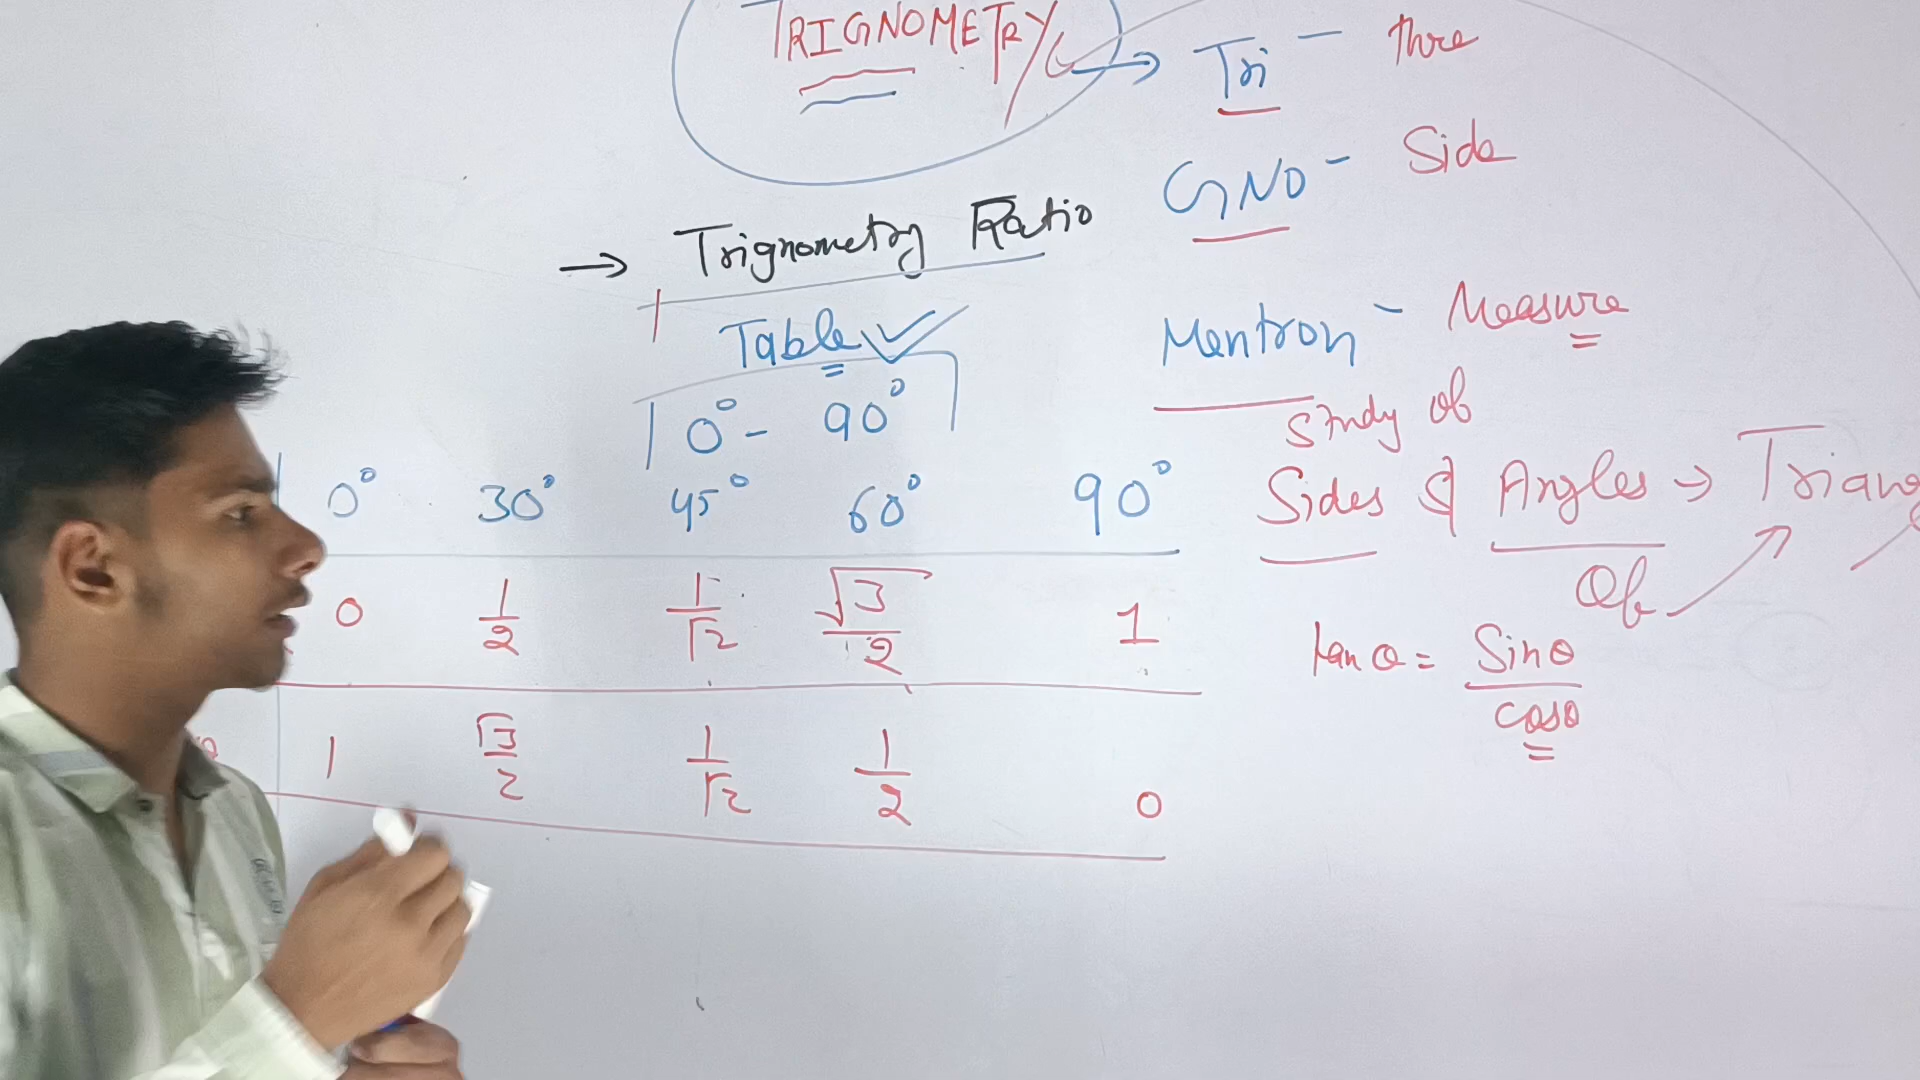 TRIGNOMETRY
Tri - three
GNO - Side
→ Trignometry Ratio
Table ✓
Mentron - Measure
0° - 90°
Study of
Sides & Angles → Triang
Of
0° 30° 45° 60° 90°
0 1/2 1/√2 √3/2 1
tan θ = Sinθ/cosθ
1 √3/2 1/√2 1/2 0